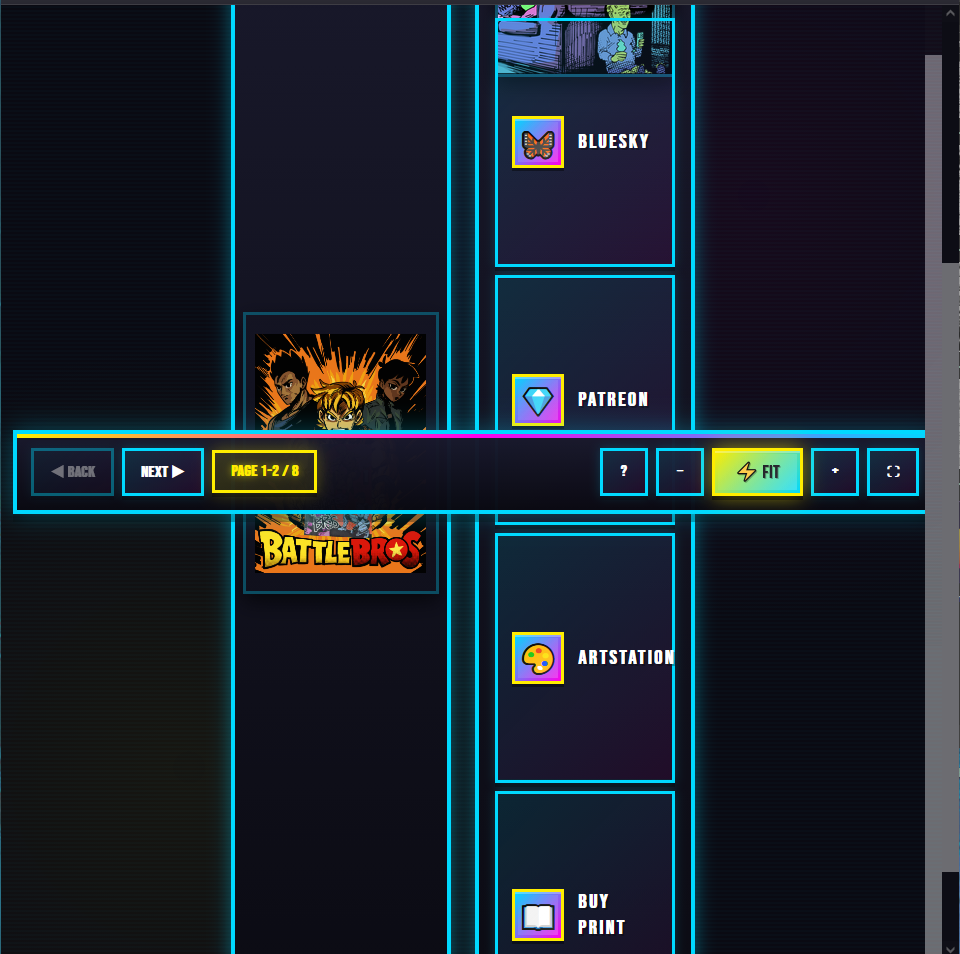 BLUESKY
PATREON
◀ BACK
NEXT ▶
PAGE 1-2 / 8
?
−
⚡ FIT
+
BATTLE BROS
ARTSTATION
BUY
PRINT